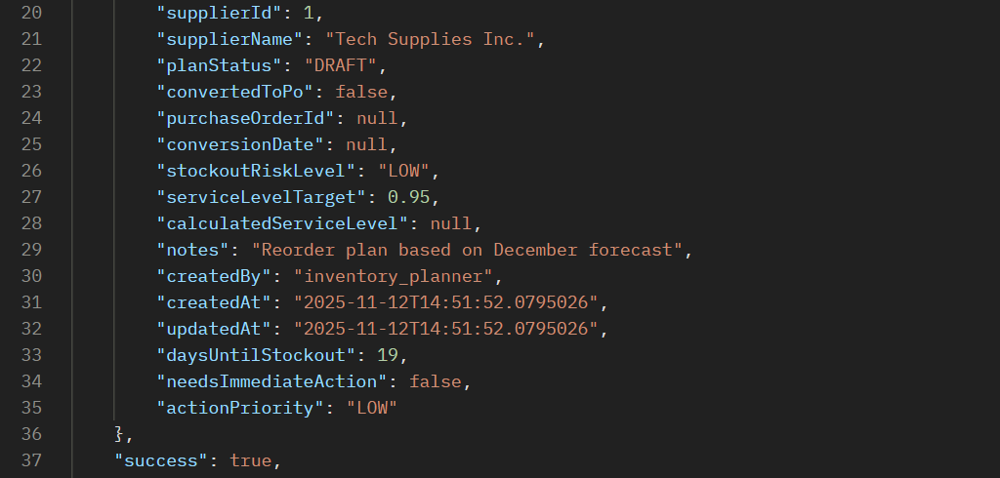 20 "supplierId": 1,
21 "supplierName": "Tech Supplies Inc.",
22 "planStatus": "DRAFT",
23 "convertedToPo": false,
24 "purchaseOrderId": null,
25 "conversionDate": null,
26 "stockoutRiskLevel": "LOW",
27 "serviceLevelTarget": 0.95,
28 "calculatedServiceLevel": null,
29 "notes": "Reorder plan based on December forecast",
30 "createdBy": "inventory_planner",
31 "createdAt": "2025-11-12T14:51:52.0795026",
32 "updatedAt": "2025-11-12T14:51:52.0795026",
33 "daysUntilStockout": 19,
34 "needsImmediateAction": false,
35 "actionPriority": "LOW"
36 },
37 "success": true,